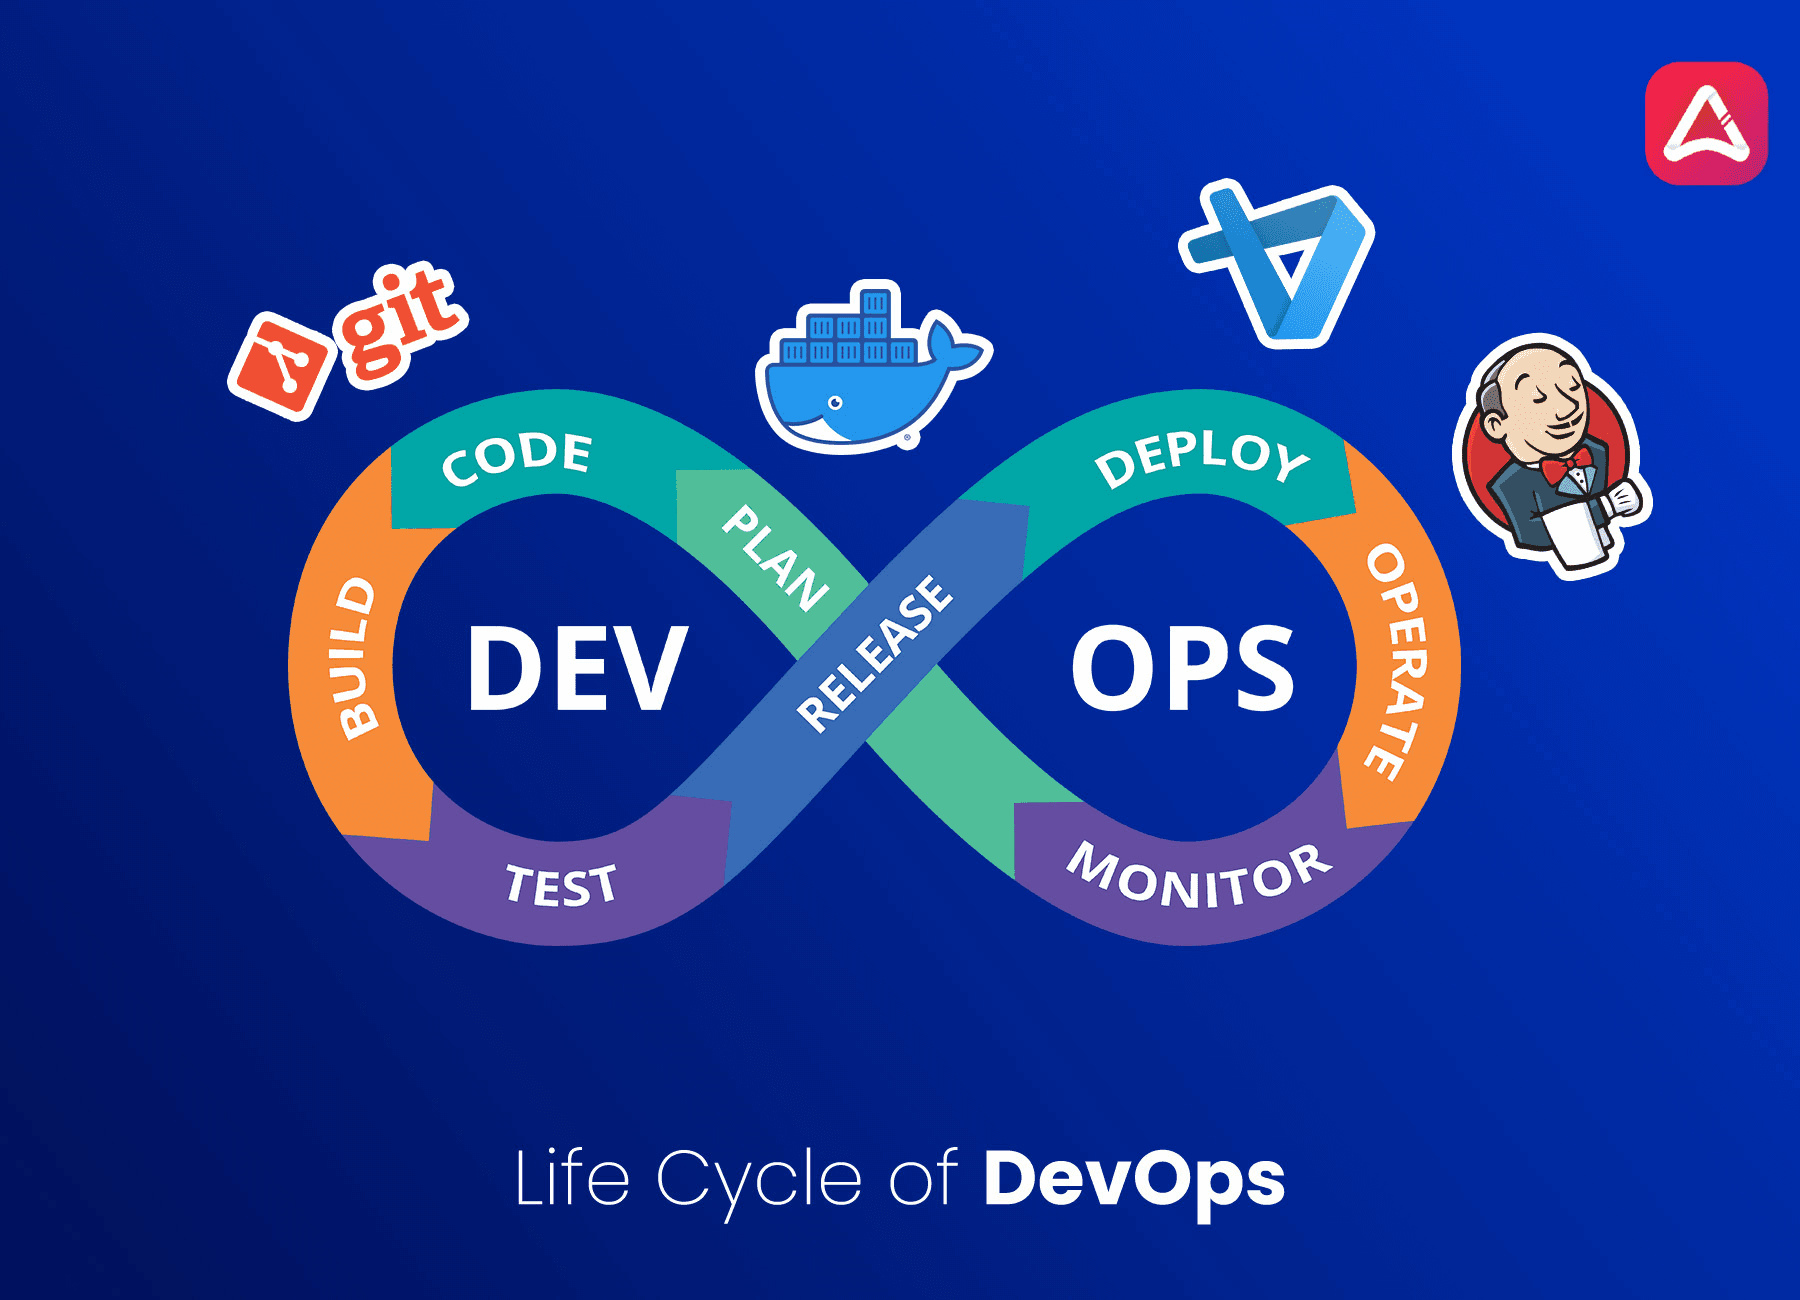 git
CODE
DEPLOY
PLAN
BUILD
DEV
RELEASE
OPS
OPERATE
TEST
MONITOR
Life Cycle of DevOps